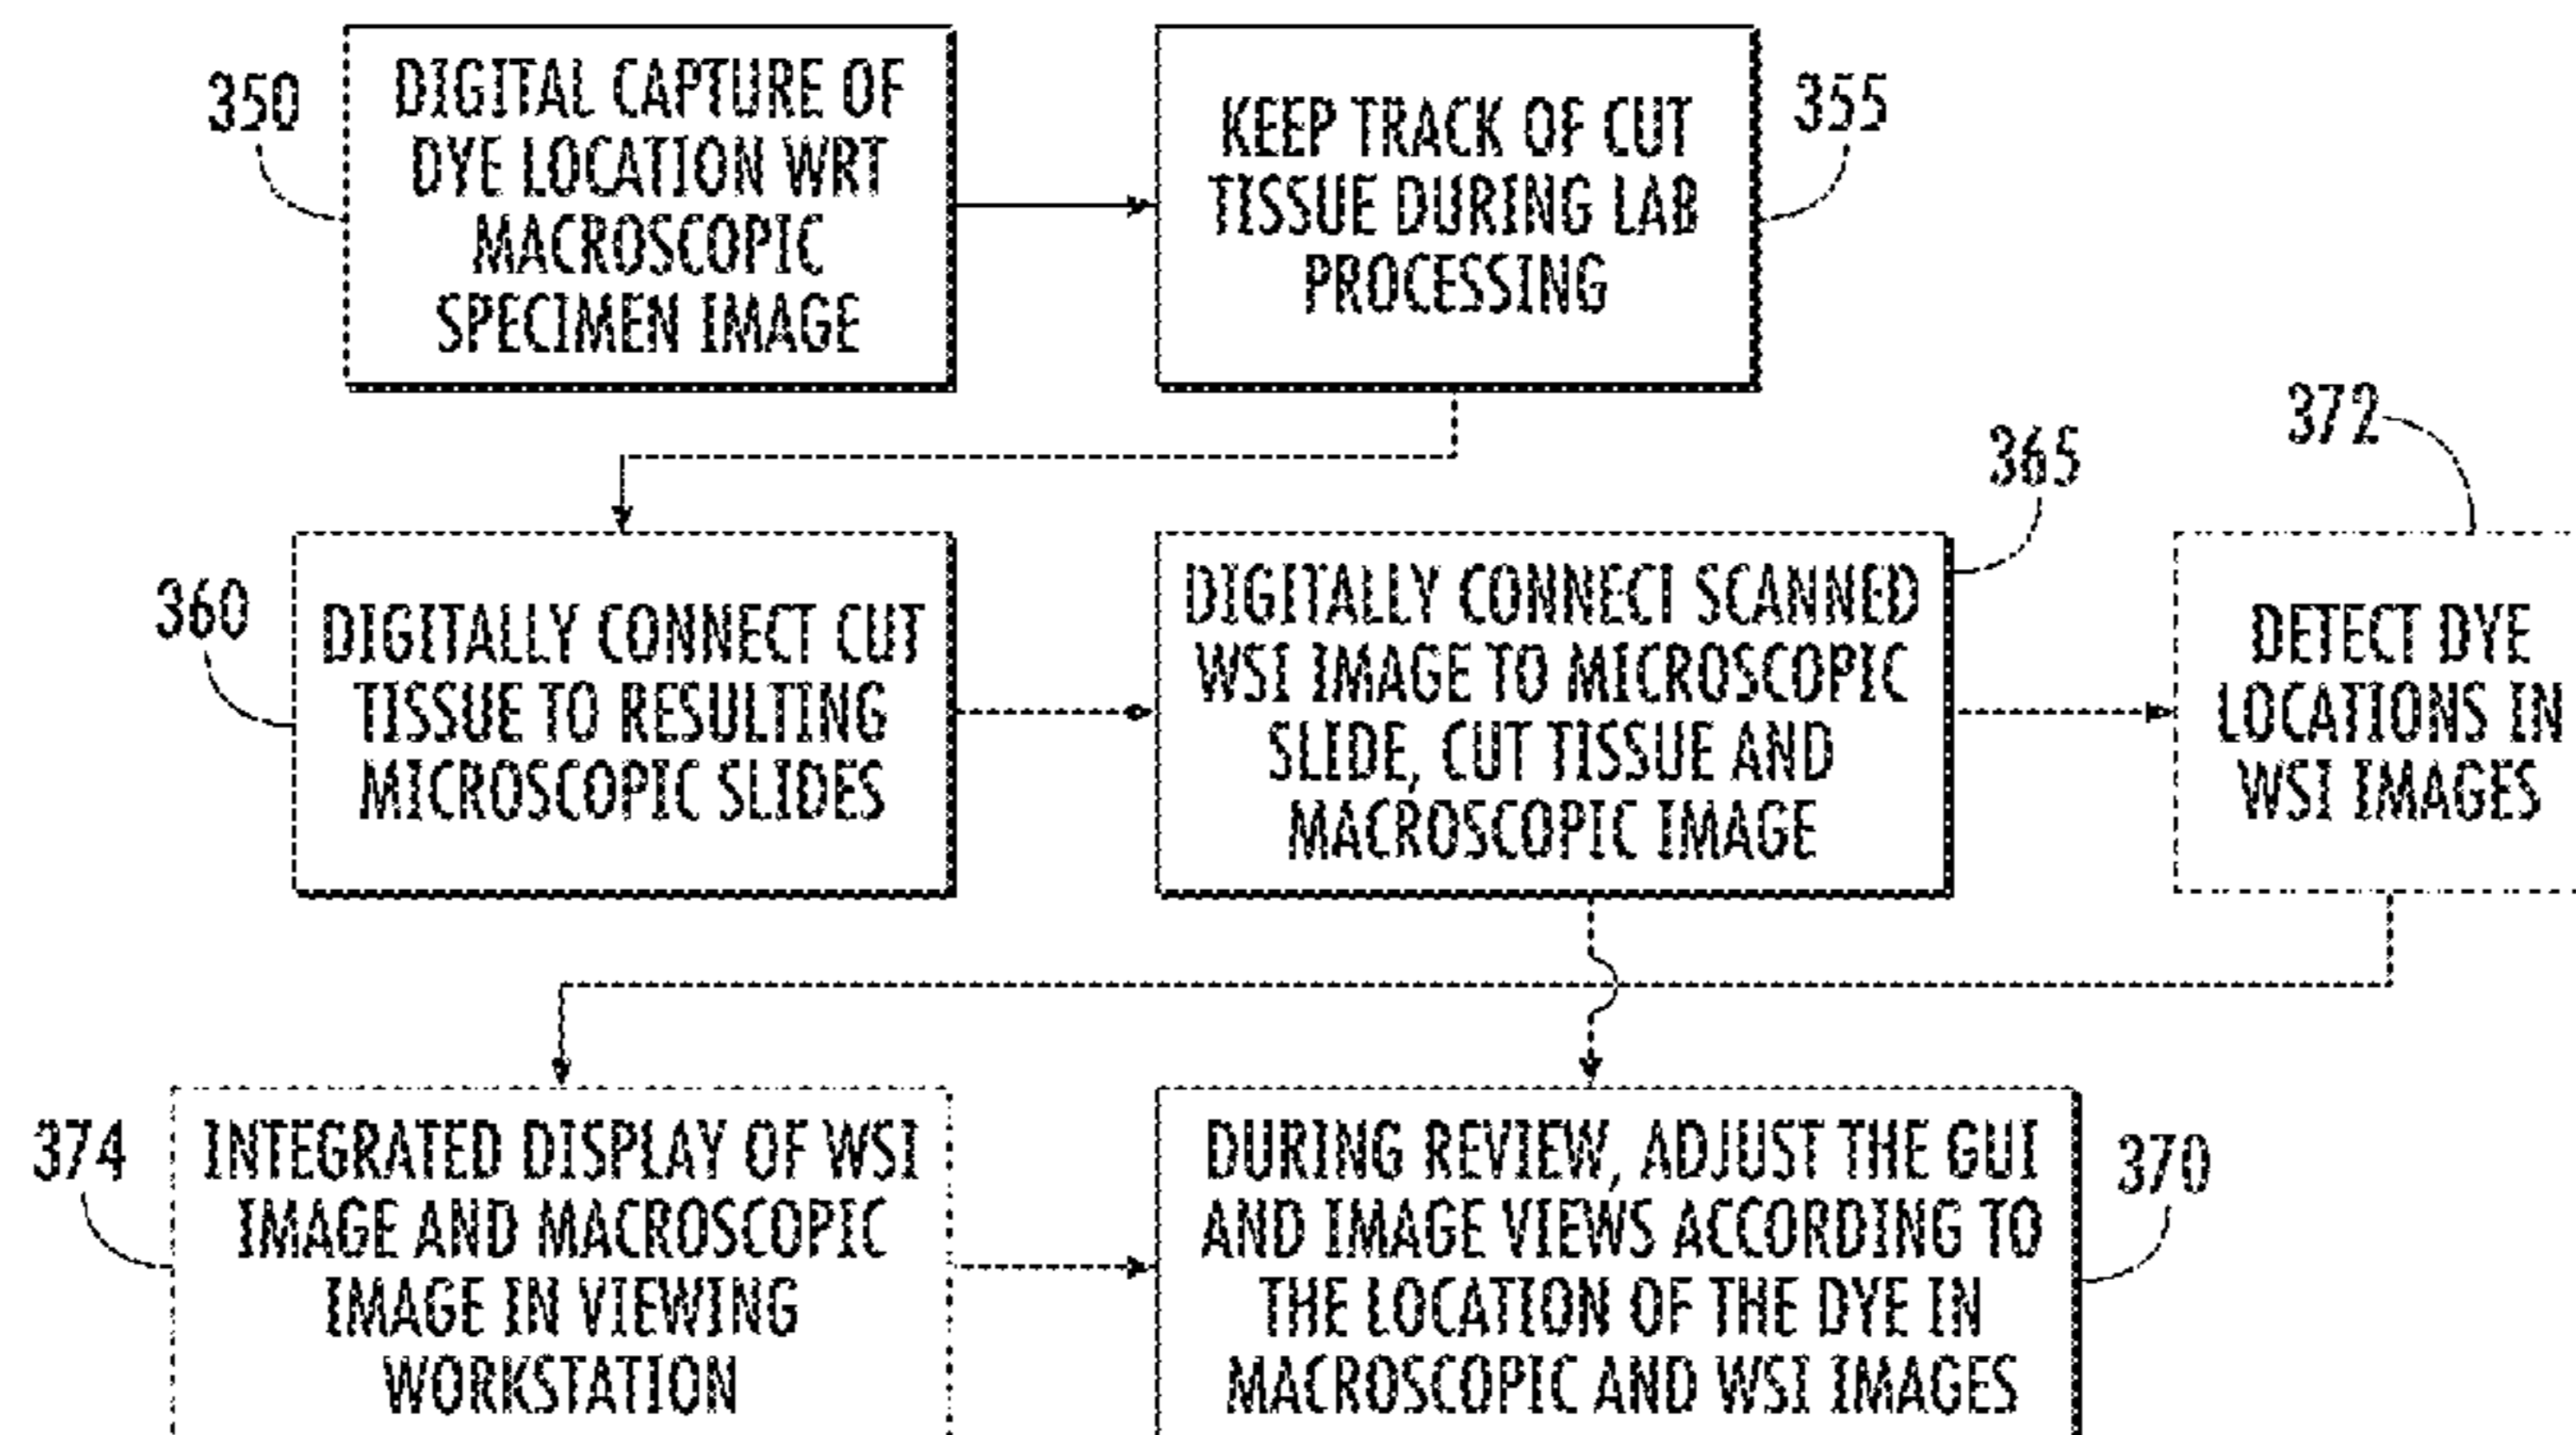 350
DIGITAL CAPTURE OF
DYE LOCATION WRT
MACROSCOPIC
SPECIMEN IMAGE
KEEP TRACK OF CUT
TISSUE DURING LAB
PROCESSING
355
360
DIGITALLY CONNECT CUT
TISSUE TO RESULTING
MICROSCOPIC SLIDES
365
DIGITALLY CONNECT SCANNED
WSI IMAGE TO MICROSCOPIC
SLIDE, CUT TISSUE AND
MACROSCOPIC IMAGE
372
DETECT DYE
LOCATIONS IN
WSI IMAGES
374
INTEGRATED DISPLAY OF WSI
IMAGE AND MACROSCOPIC
IMAGE IN VIEWING
WORKSTATION
DURING REVIEW, ADJUST THE GUI
AND IMAGE VIEWS ACCORDING TO
THE LOCATION OF THE DYE IN
MACROSCOPIC AND WSI IMAGES
370